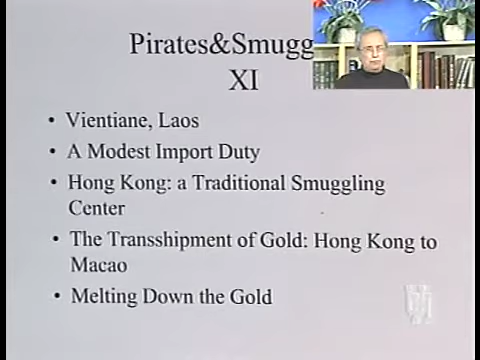 Pirates&Smugg
XI
• Vientiane, Laos
• A Modest Import Duty
• Hong Kong: a Traditional Smuggling
Center
• The Transshipment of Gold: Hong Kong to
Macao
• Melting Down the Gold